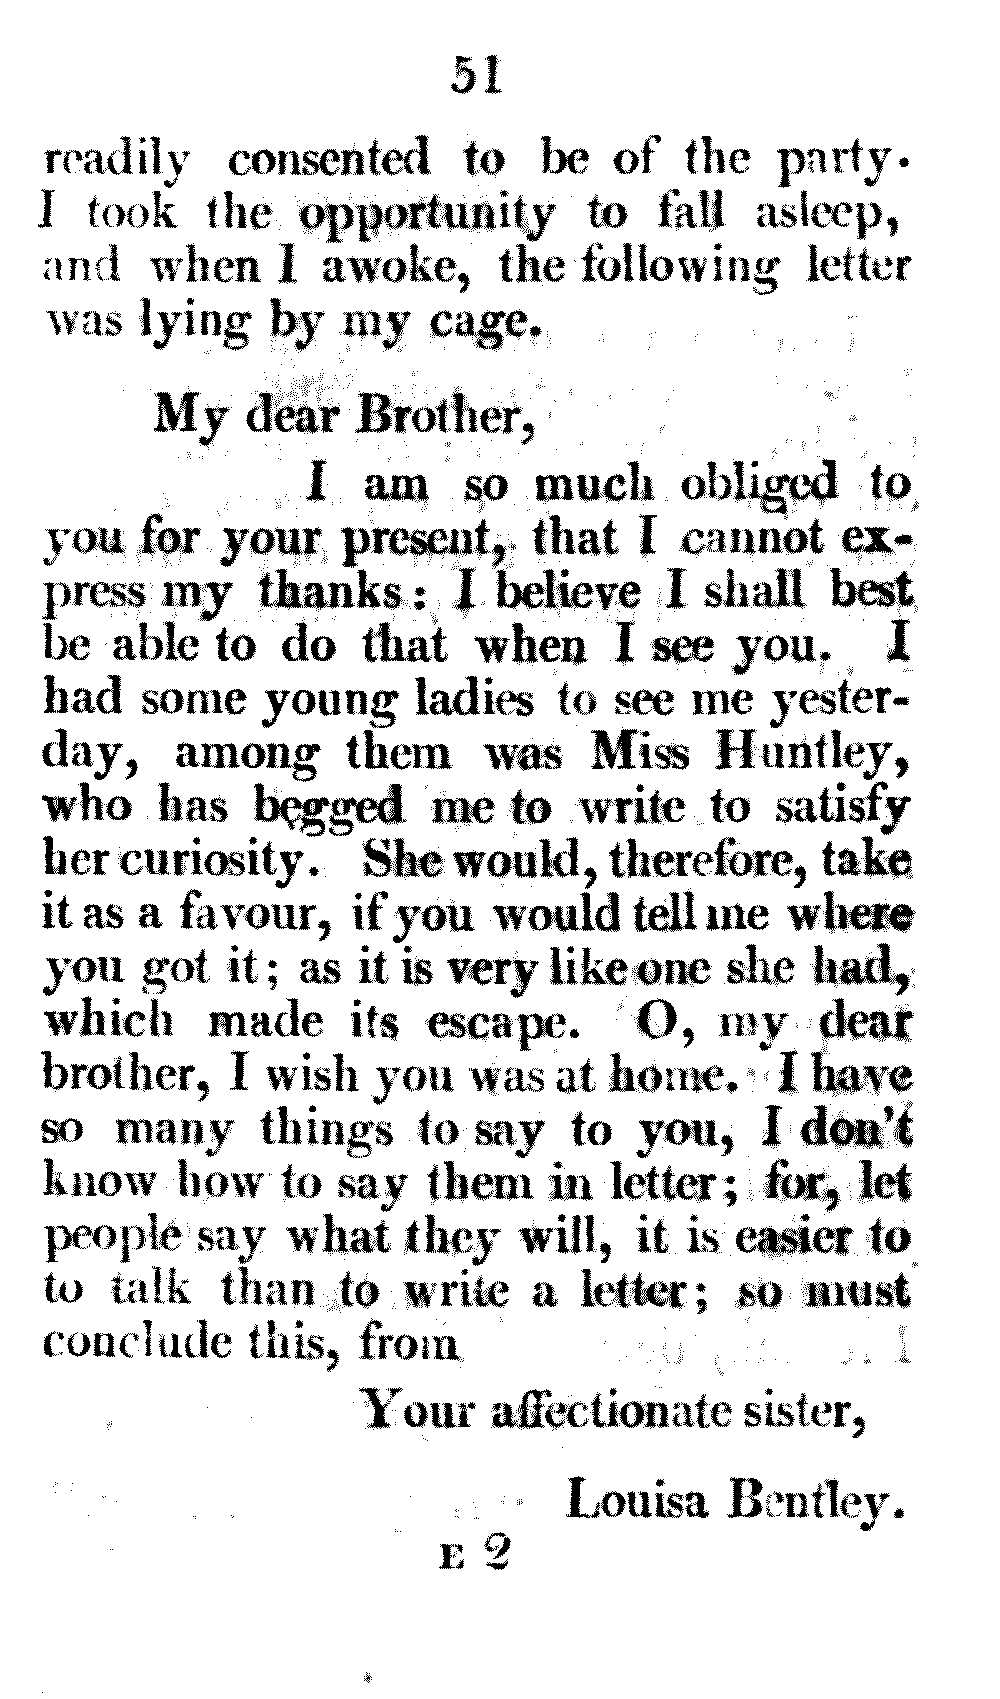 51
readily consented to be of the party.
I took the opportunity to fall asleep,
and when I awoke, the following letter
was lying by my cage.
My dear Brother,
I am so much obliged to
you for your present, that I cannot ex-
press my thanks: I believe I shall best
be able to do that when I see you. I
had some young ladies to see me yester-
day, among them was Miss Huntley,
who has begged me to write to satisfy
her curiosity. She would, therefore, take
it as a favour, if you would tell me where
you got it; as it is very like one she had,
which made its escape. O, my dear
brother, I wish you was at home. I have
so many things to say to you, I don't
know how to say them in letter; for, let
people say what they will, it is easier to
to talk than to write a letter; so must
conclude this, from
Your affectionate sister,
Louisa Bentley.
E 2